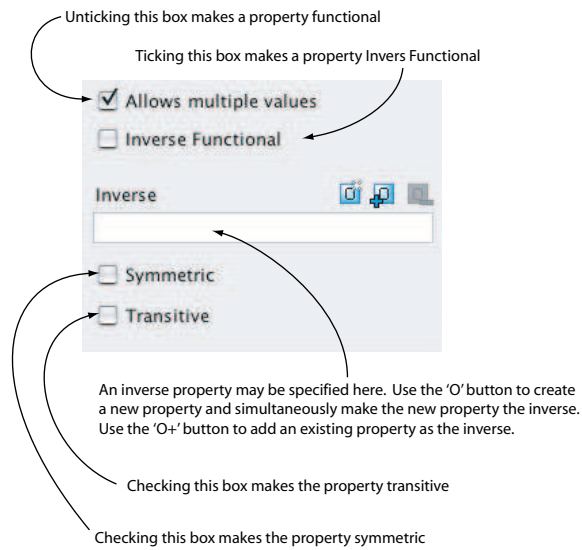 Unticking this box makes a property functional
Ticking this box makes a property Invers Functional
Allows multiple values
Inverse Functional
Inverse
Symmetric
Transitive
An inverse property may be specified here. Use the ‘O’ button to create
a new property and simultaneously make the new property the inverse.
Use the ‘O+’ button to add an existing property as the inverse.
Checking this box makes the property transitive
Checking this box makes the property symmetric